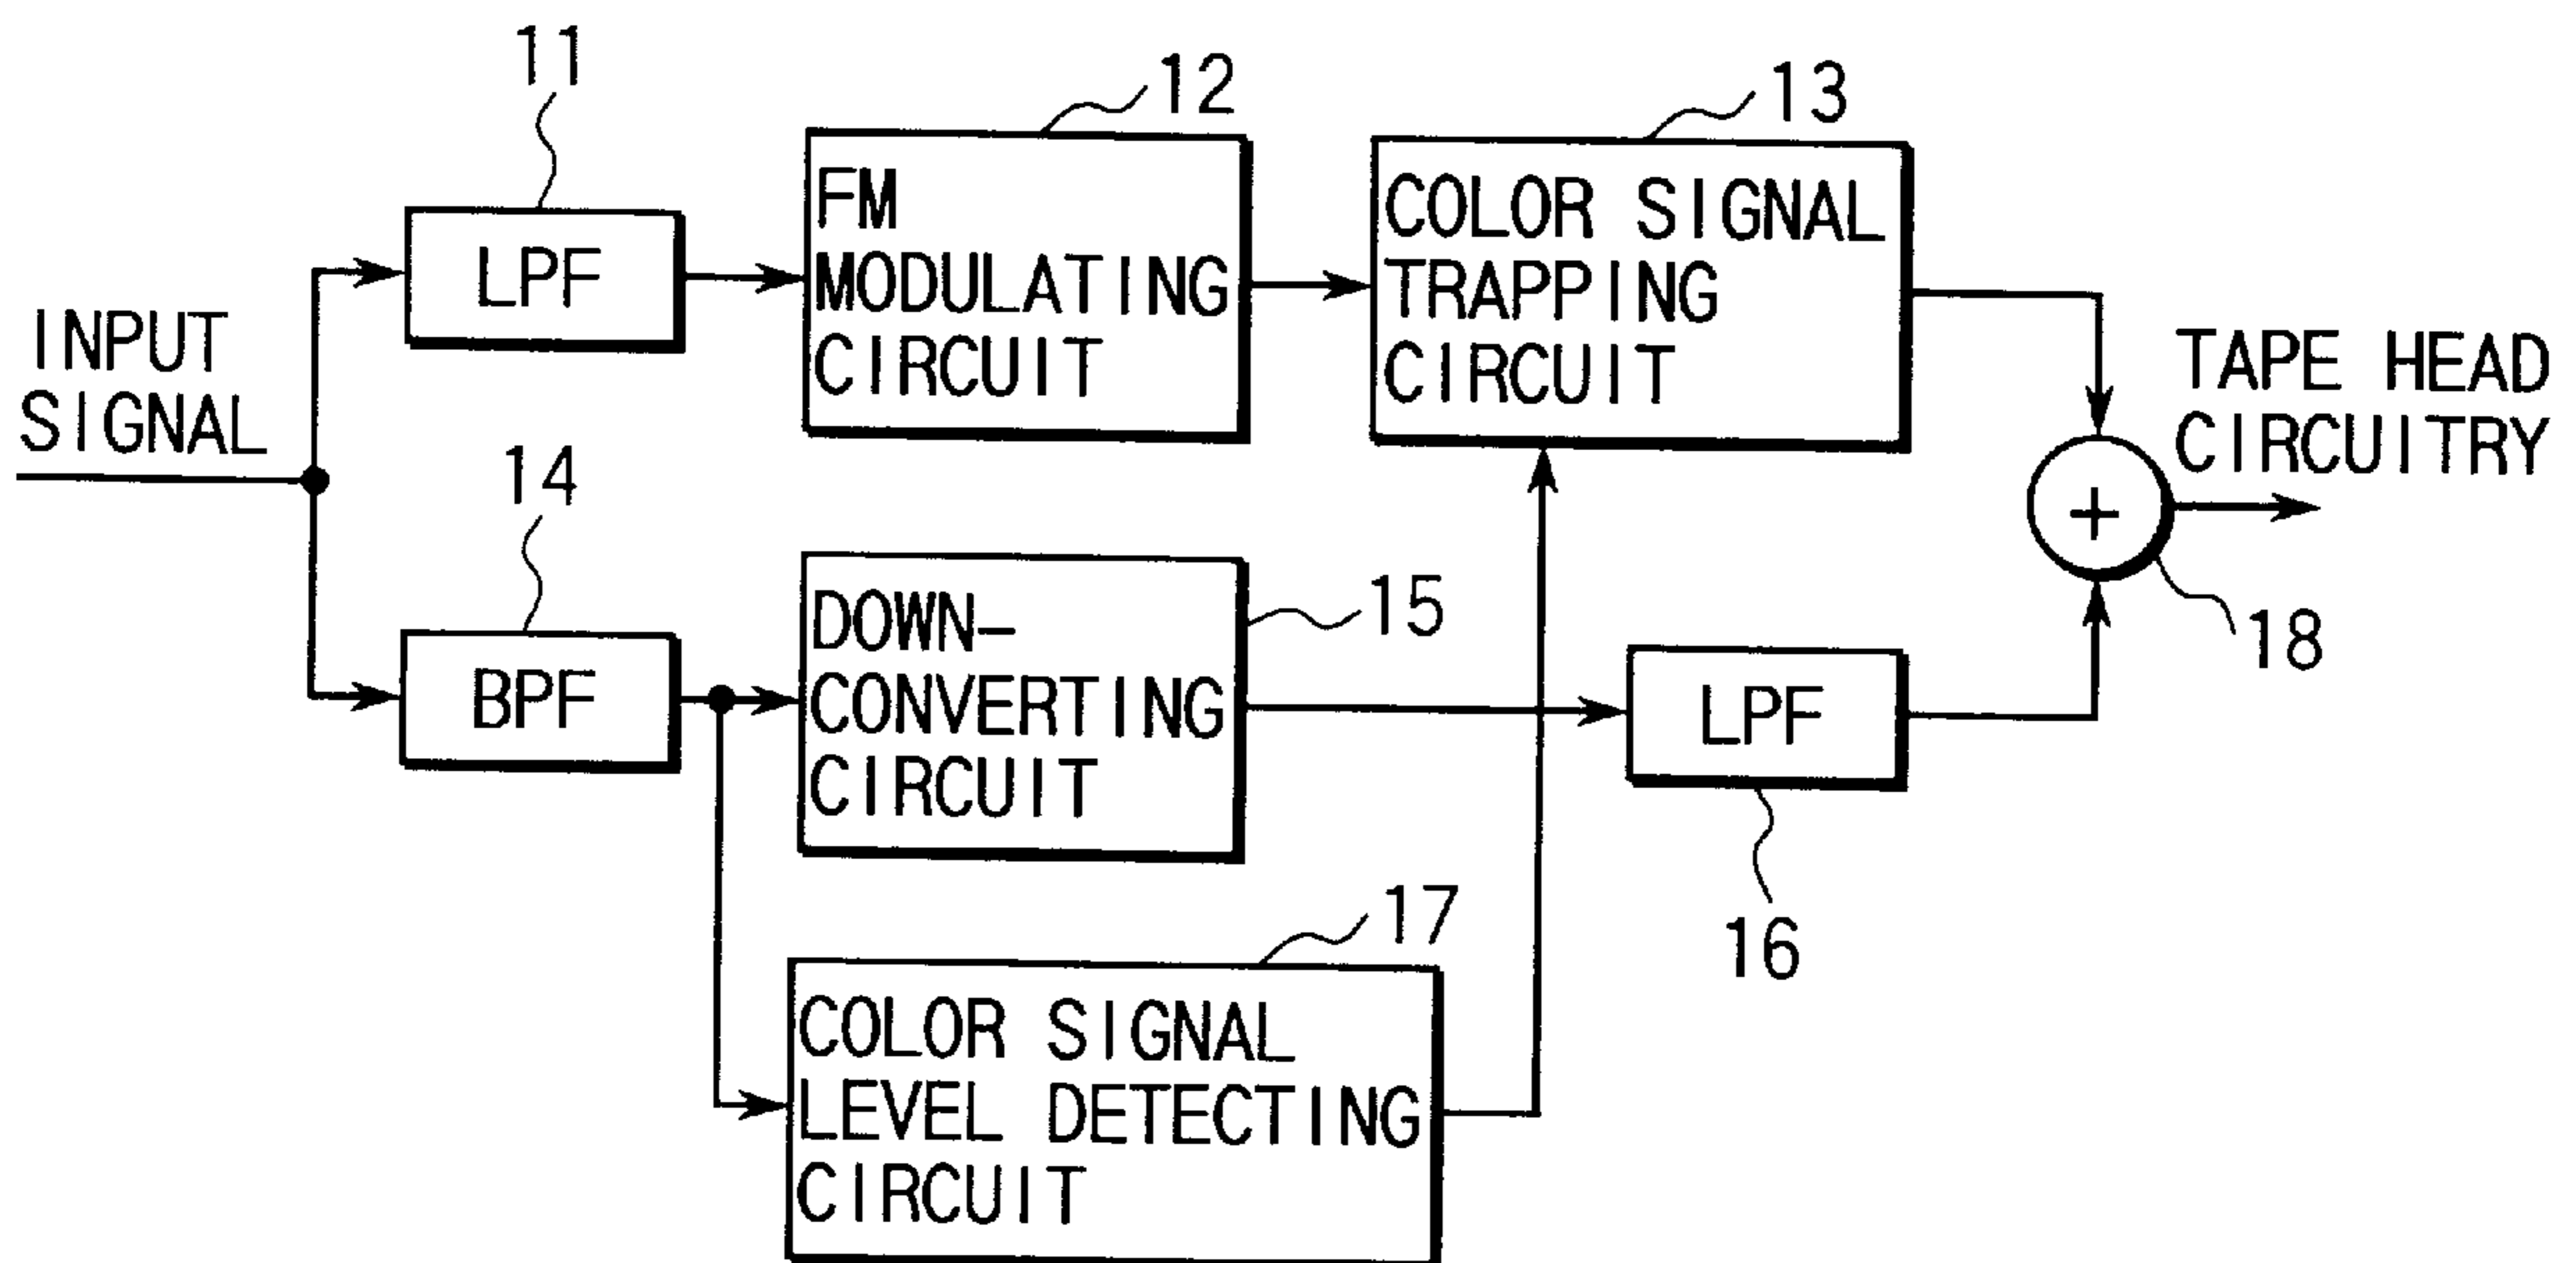 11
12
13
LPF
FM
MODULATING
CIRCUIT
COLOR SIGNAL
TRAPPING
CIRCUIT
INPUT
SIGNAL
TAPE HEAD
CIRCUITRY
+
18
14
BPF
DOWN-
CONVERTING
CIRCUIT
15
LPF
16
17
COLOR SIGNAL
LEVEL DETECTING
CIRCUIT